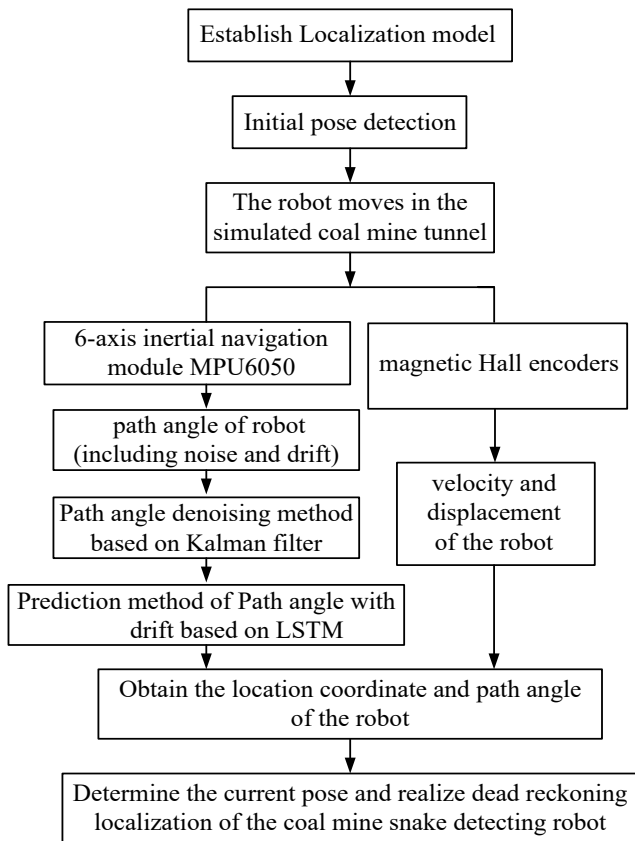 Establish Localization model
Initial pose detection
The robot moves in the
simulated coal mine tunnel
6-axis inertial navigation
module MPU6050
path angle of robot
(including noise and drift)
Path angle denoising method
based on Kalman filter
Prediction method of Path angle with
drift based on LSTM
magnetic Hall encoders
velocity and
displacement
of the robot
Obtain the location coordinate and path angle
of the robot
Determine the current pose and realize dead reckoning
localization of the coal mine snake detecting robot